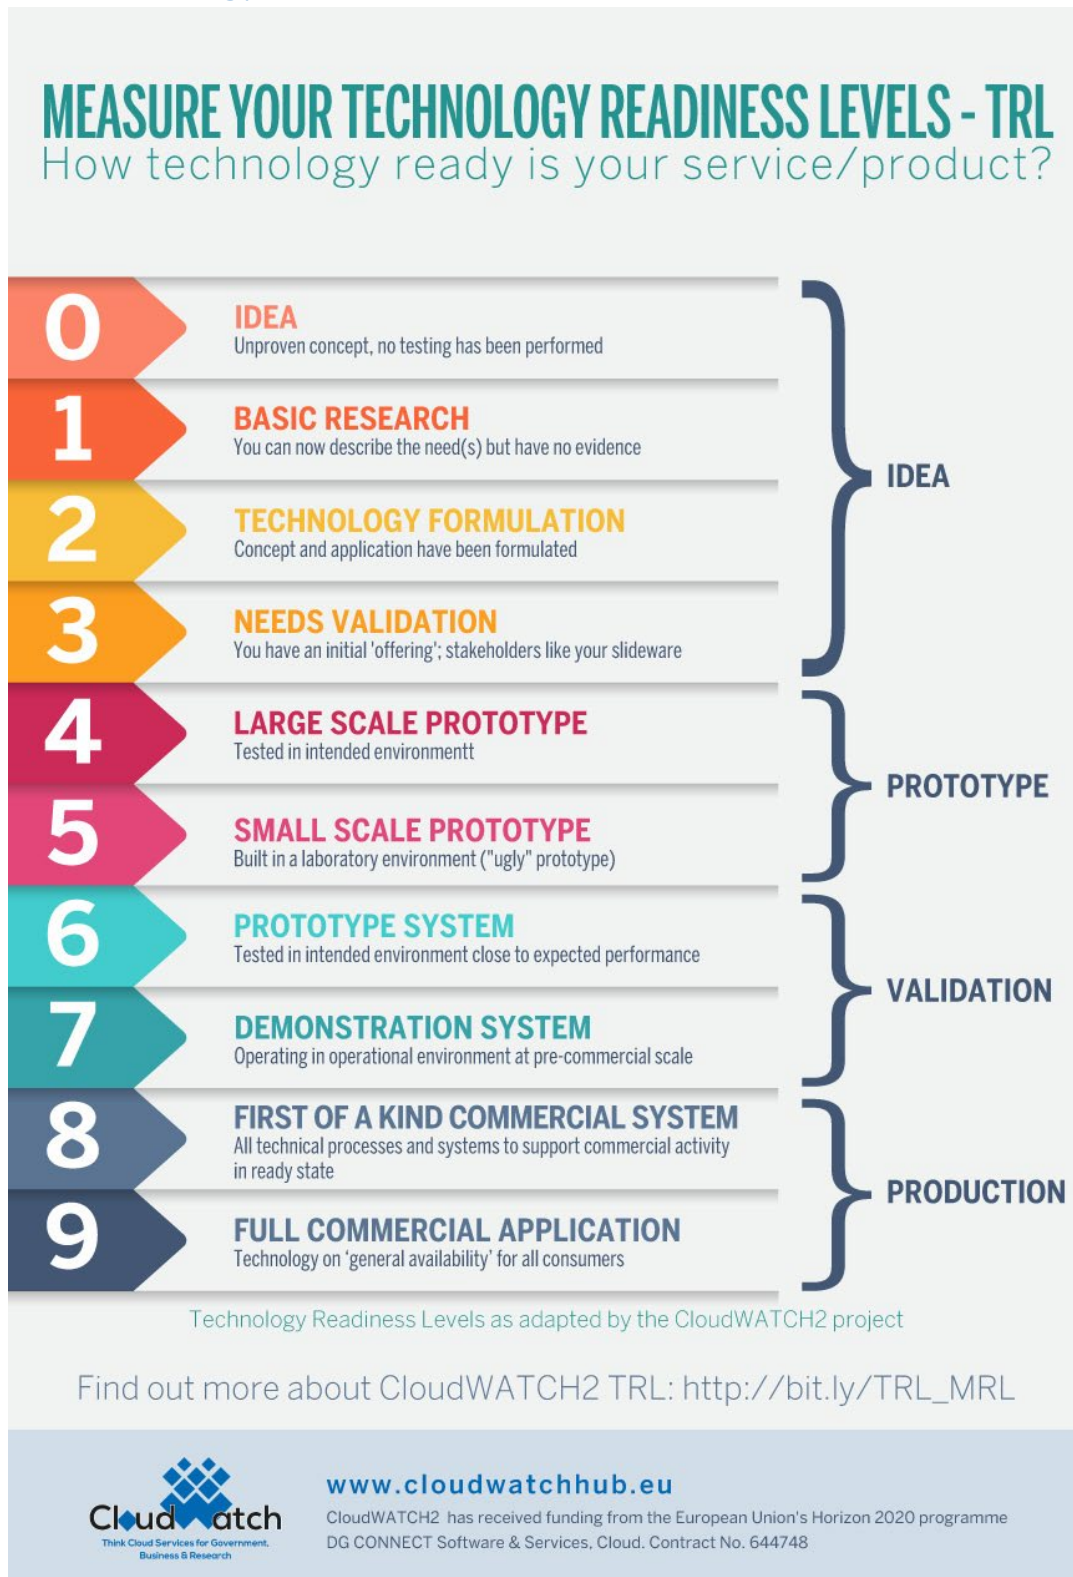 MEASURE YOUR TECHNOLOGY READINESS LEVELS - TRL
How technology ready is your service/product?
0
IDEA
Unproven concept, no testing has been performed
1
BASIC RESEARCH
You can now describe the need(s) but have no evidence
2
TECHNOLOGY FORMULATION
Concept and application have been formulated
3
NEEDS VALIDATION
You have an initial 'offering'; stakeholders like your slideware
IDEA
4
LARGE SCALE PROTOTYPE
Tested in intended environmentt
5
SMALL SCALE PROTOTYPE
Built in a laboratory environment ("ugly" prototype)
PROTOTYPE
6
PROTOTYPE SYSTEM
Tested in intended environment close to expected performance
7
DEMONSTRATION SYSTEM
Operating in operational environment at pre-commercial scale
VALIDATION
8
FIRST OF A KIND COMMERCIAL SYSTEM
All technical processes and systems to support commercial activity
in ready state
9
FULL COMMERCIAL APPLICATION
Technology on ‘general availability’ for all consumers
PRODUCTION
Technology Readiness Levels as adapted by the CloudWATCH2 project
Find out more about CloudWATCH2 TRL: http://bit.ly/TRL_MRL
CloudWatch
Think Cloud Services for Government,
Business & Research
www.cloudwatchhub.eu
CloudWATCH2 has received funding from the European Union's Horizon 2020 programme
DG CONNECT Software & Services, Cloud. Contract No. 644748